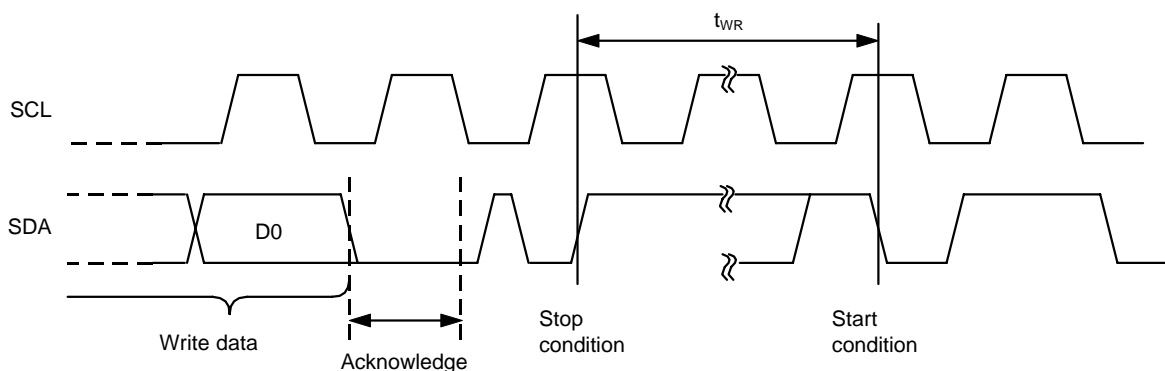 tWR
SCL
SDA
D0
Write data
Acknowledge
Stop
condition
Start
condition